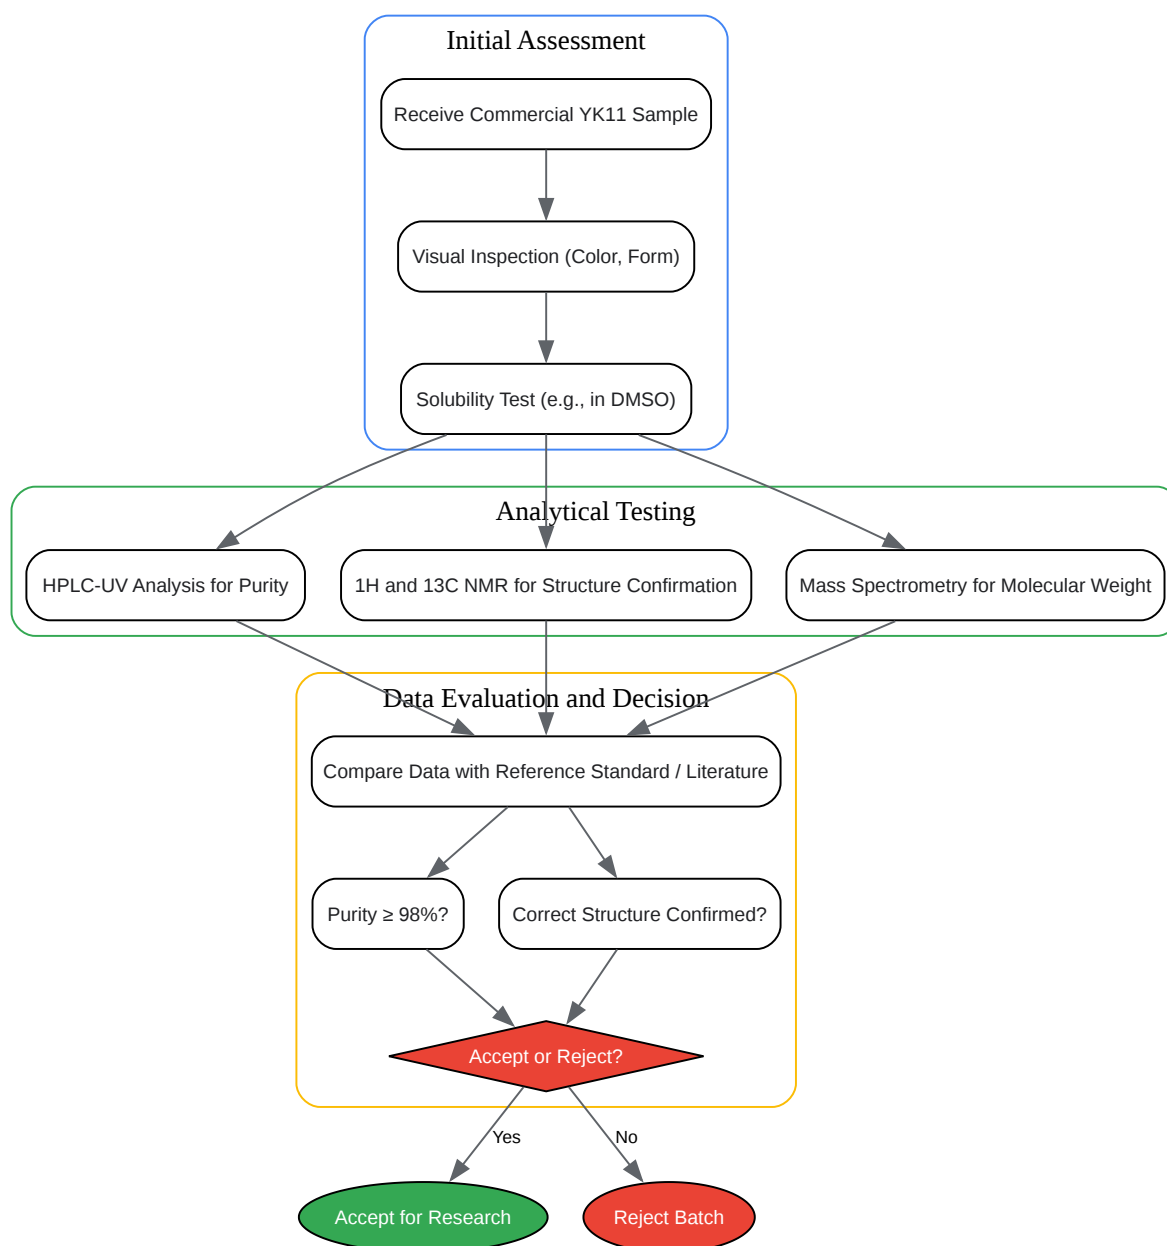 Initial Assessment
Receive Commercial YK11 Sample
Visual Inspection (Color, Form)
Solubility Test (e.g., in DMSO)
Analytical Testing
HPLC-UV Analysis for Purity
1H and 13C NMR for Structure Confirmation
Mass Spectrometry for Molecular Weight
Data Evaluation and Decision
Compare Data with Reference Standard / Literature
Purity ≥ 98%?
Correct Structure Confirmed?
Accept or Reject?
Yes
No
Accept for Research
Reject Batch